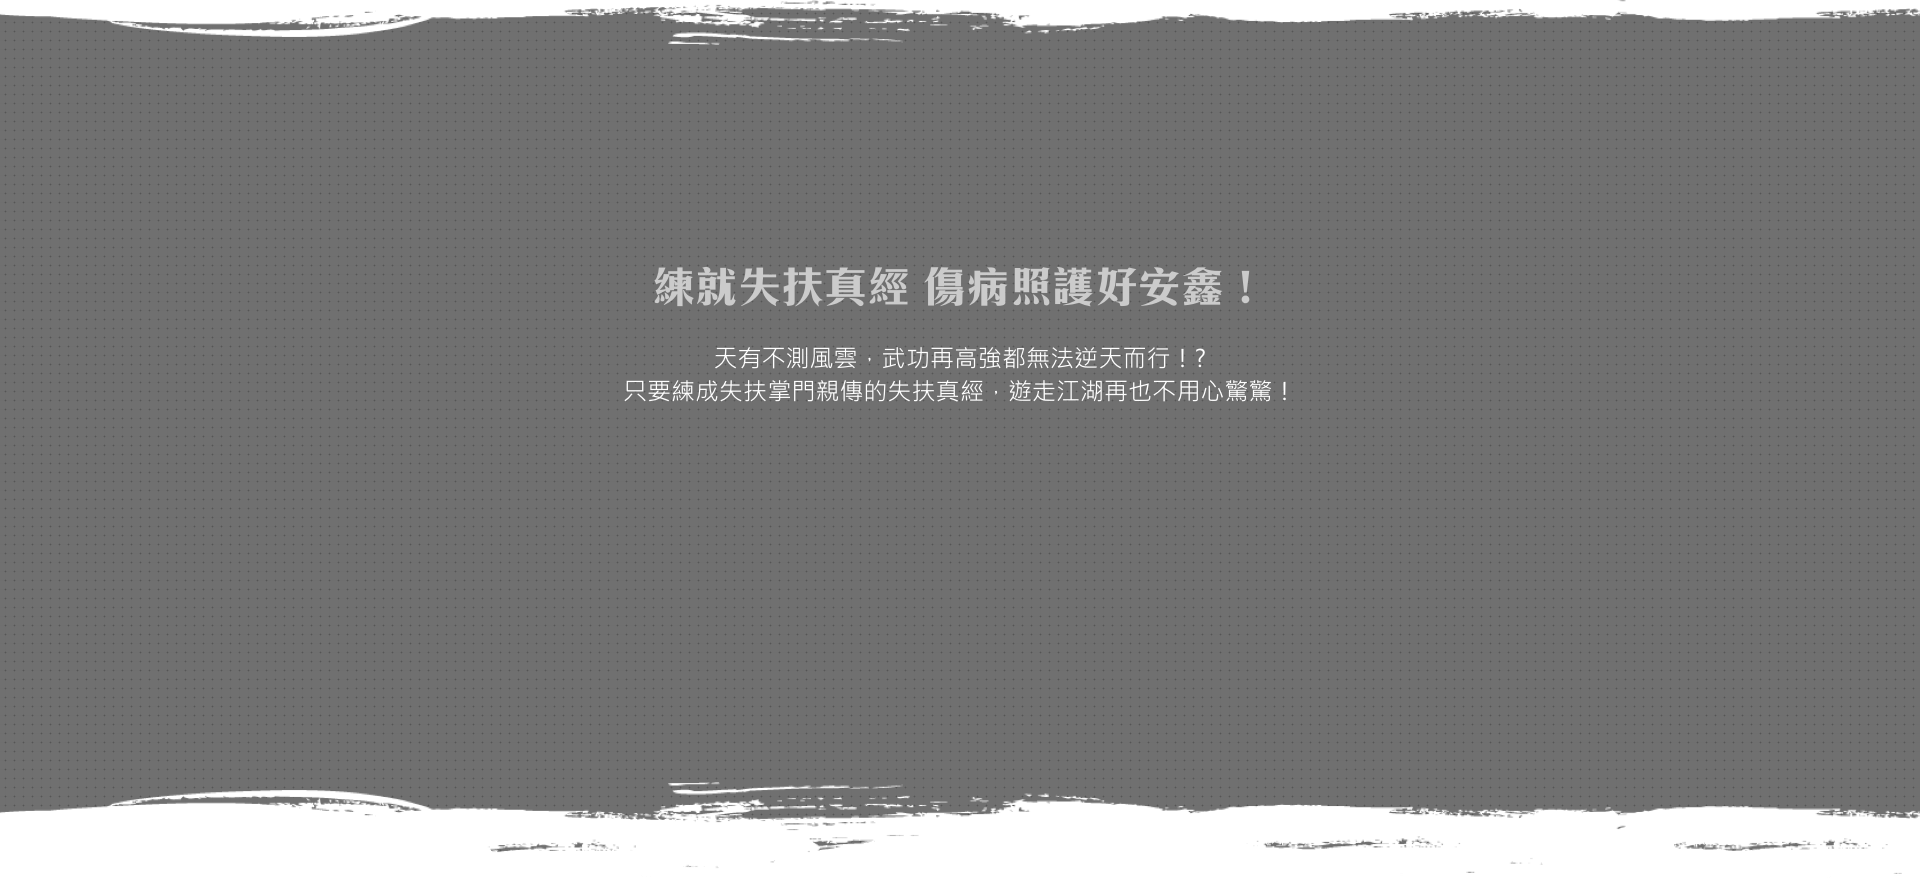 練就失扶真經 傷病照護好安鑫！
天有不測風雲，武功再高強都無法逆天而行！?
只要練成失扶掌門親傳的失扶真經，遊走江湖再也不用心驚驚！